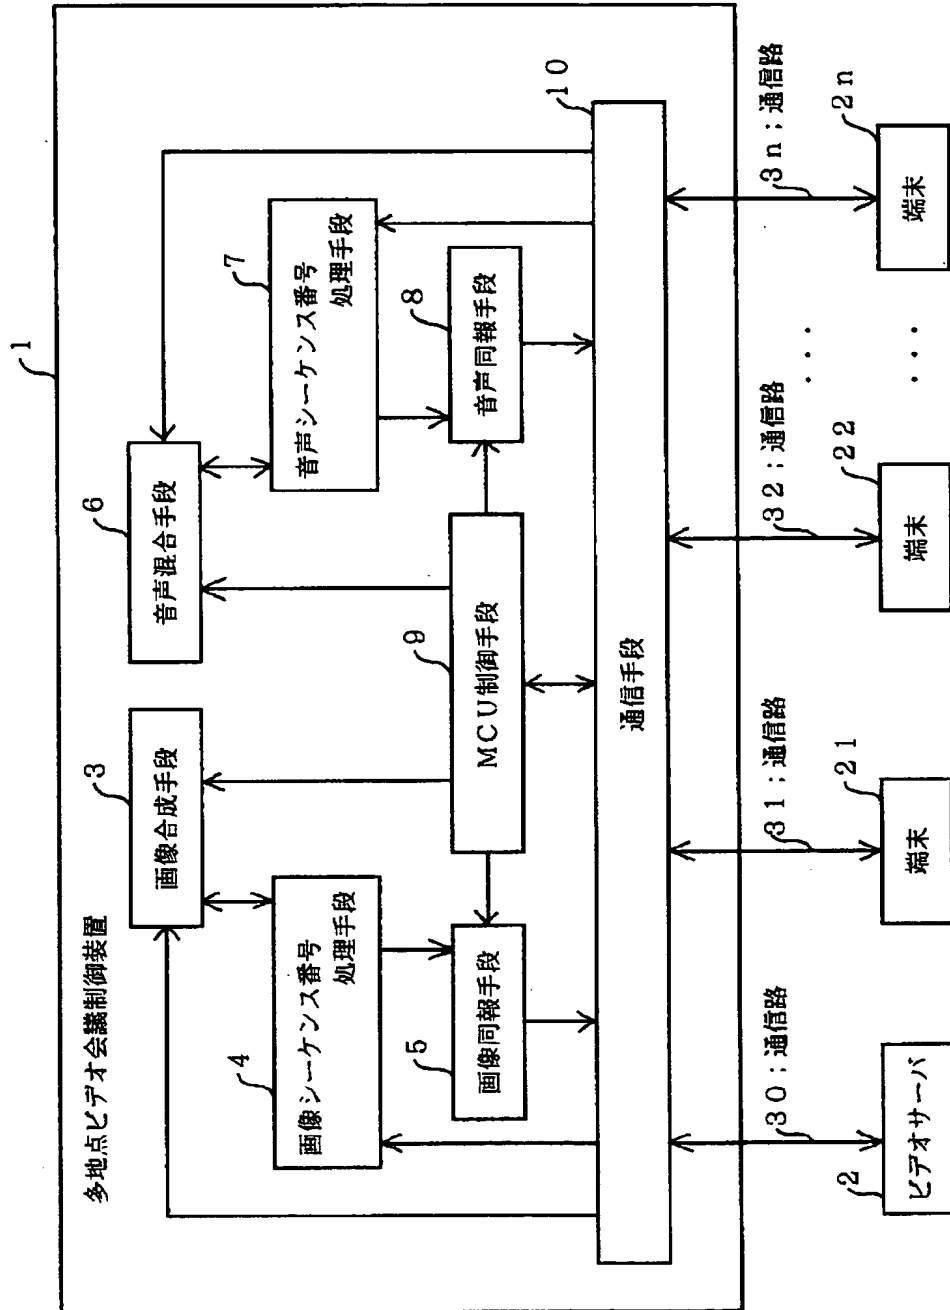 1
多地点ビデオ会議制御装置
3
画像合成手段
6
音声混合手段
4
画像シーケンス番号
処理手段
7
音声シーケンス番号
処理手段
5
画像同報手段
9
MCU制御手段
8
音声同報手段
10
通信手段
30;通信路
31;通信路
32;通信路
3n;通信路
2
ビデオサーバ
21
端末
22
端末
・・・
・・・
2n
端末